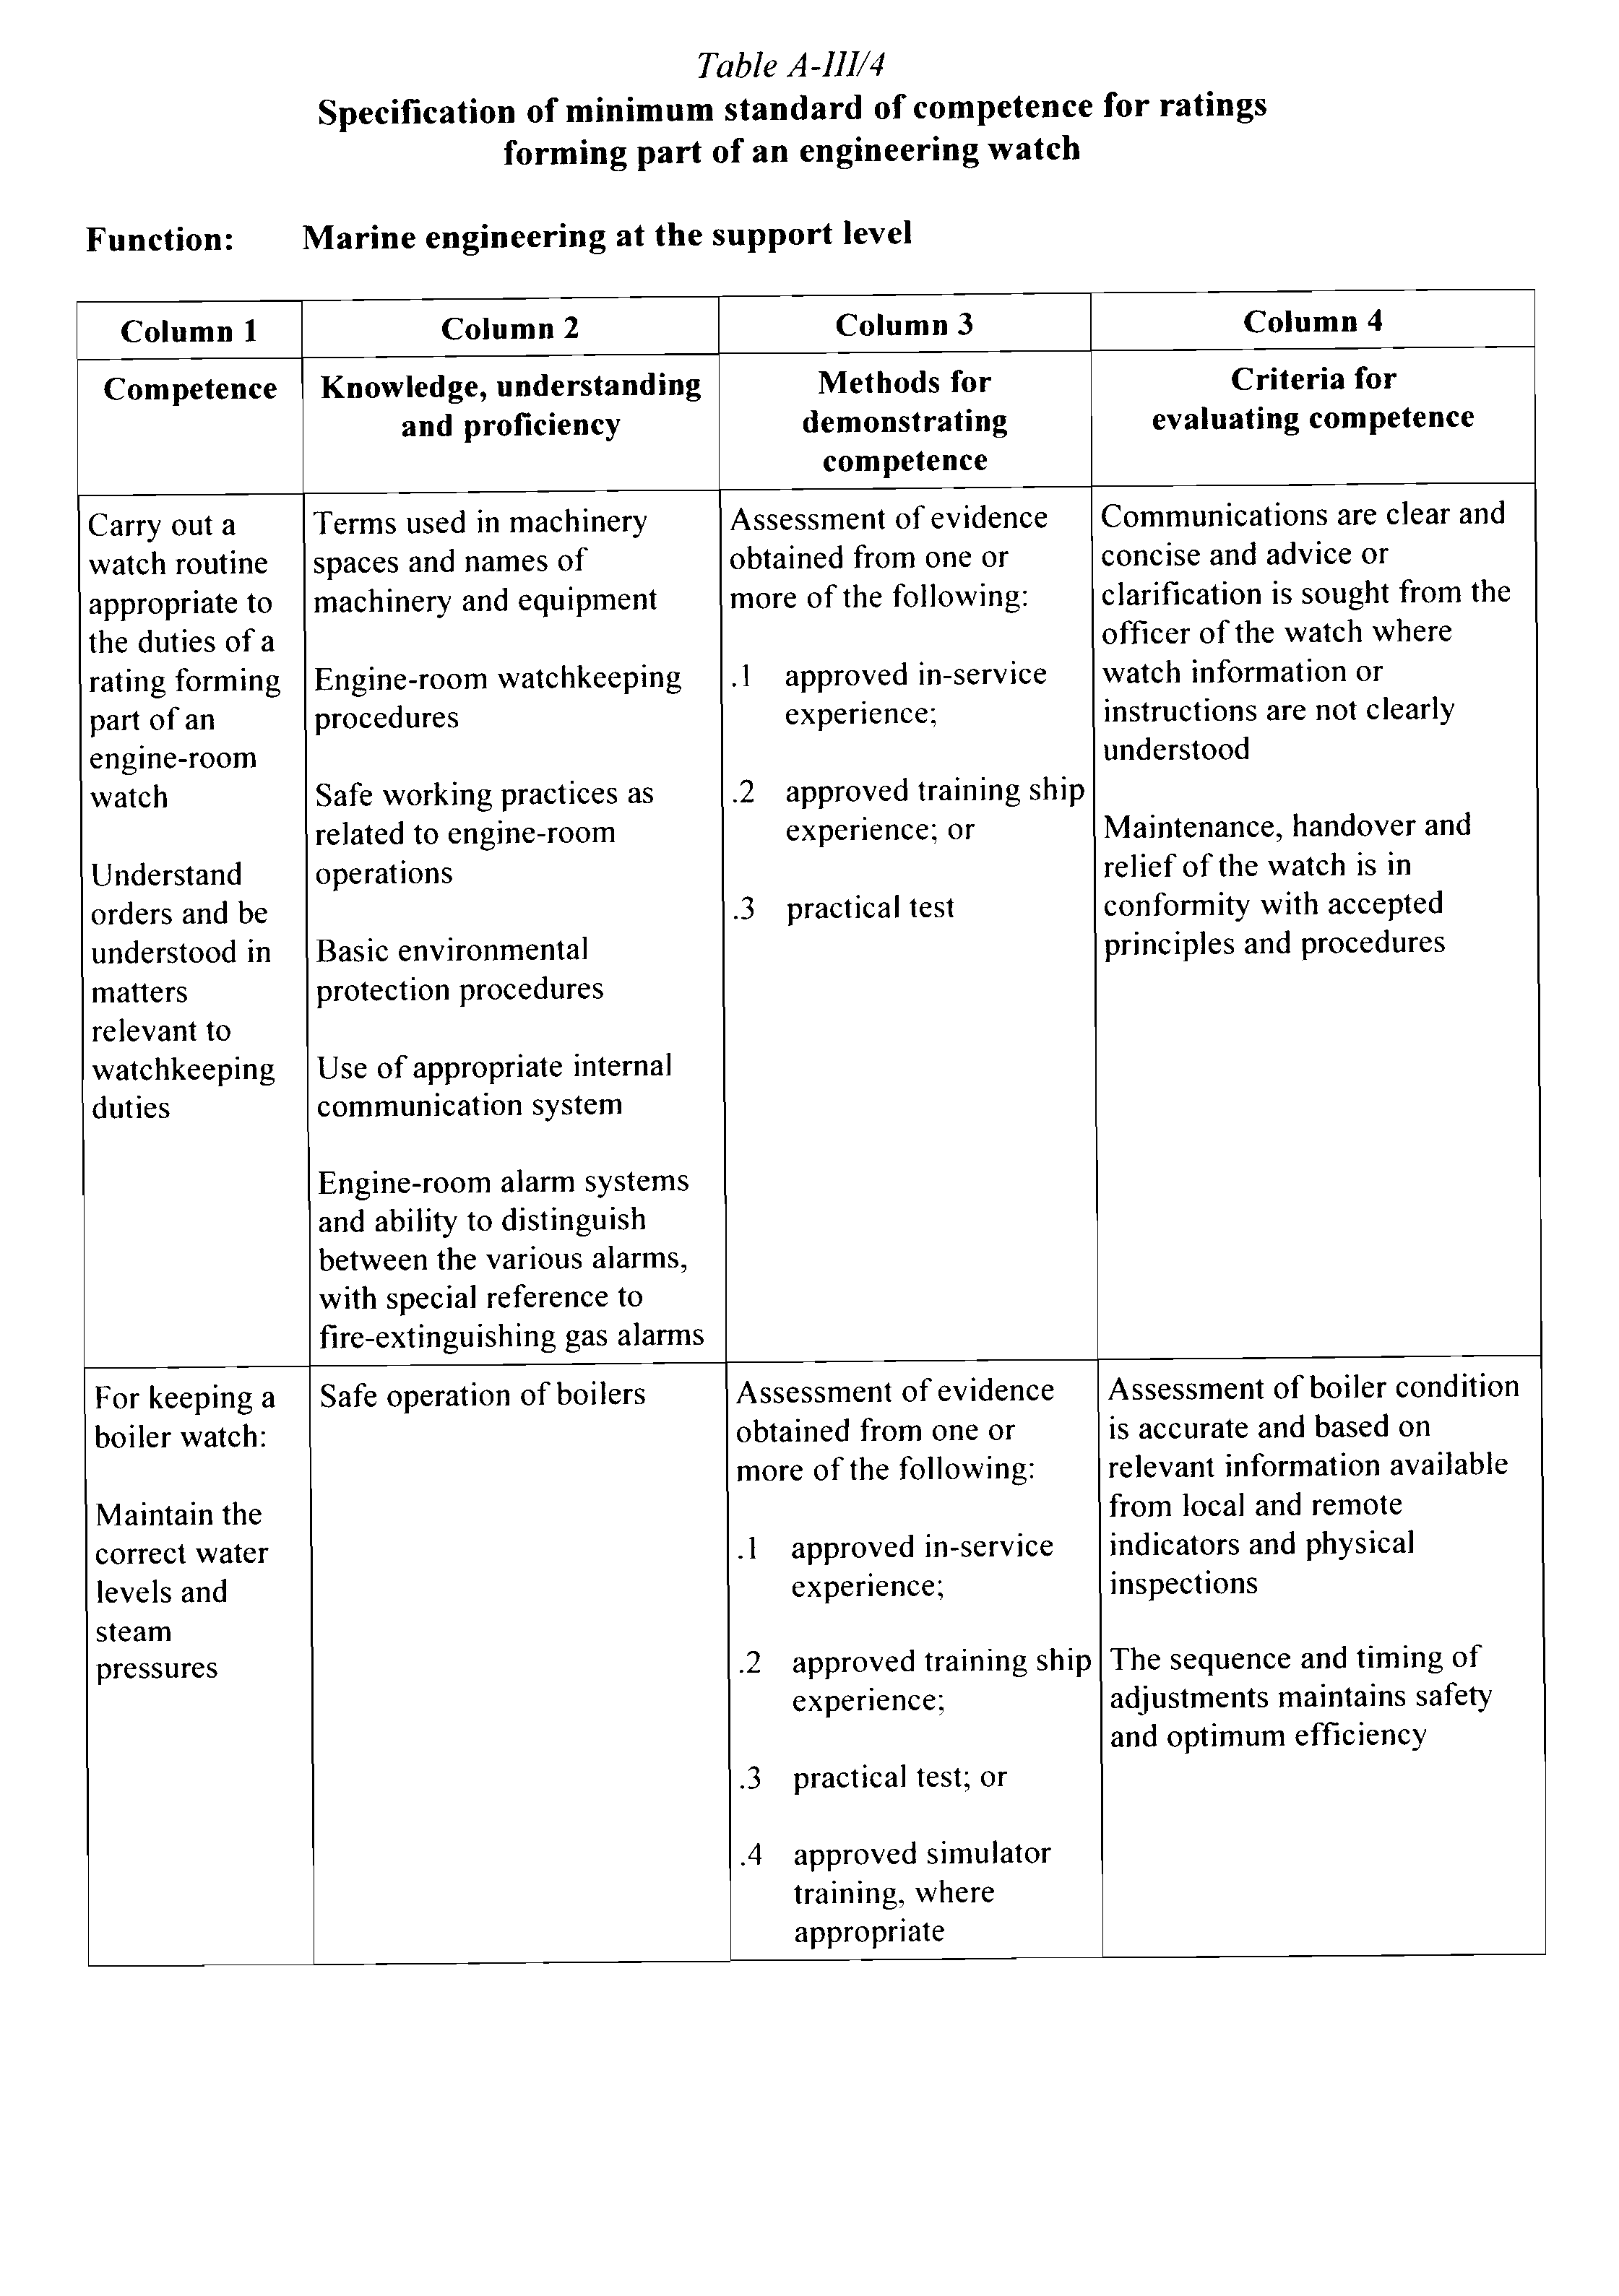 Table A-III/4
Specification of minimum standard of competence for ratings
forming part of an engineering watch
Function: Marine engineering at the support level
Column 1
Column 2
Column 3
Column 4
Competence
Knowledge, understanding
and proficiency
Methods for
demonstrating
competence
Criteria for
evaluating competence
Carry out a
watch routine
appropriate to
the duties of a
rating forming
part of an
engine-room
watch
Understand
orders and be
understood in
matters
relevant to
watchkeeping
duties
Terms used in machinery
spaces and names of
machinery and equipment
Engine-room watchkeeping
procedures
Safe working practices as
related to engine-room
operations
Basic environmental
protection procedures
Use of appropriate internal
communication system
Engine-room alarm systems
and ability to distinguish
between the various alarms,
with special reference to
fire-extinguishing gas alarms
Assessment of evidence
obtained from one or
more of the following:
.1 approved in-service
experience;
.2 approved training ship
experience; or
.3 practical test
Communications are clear and
concise and advice or
clarification is sought from the
officer of the watch where
watch information or
instructions are not clearly
understood
Maintenance, handover and
relief of the watch is in
conformity with accepted
principles and procedures
For keeping a
boiler watch:
Maintain the
correct water
levels and
steam
pressures
Safe operation of boilers
Assessment of evidence
obtained from one or
more of the following:
.1 approved in-service
experience;
.2 approved training ship
experience;
.3 practical test; or
.4 approved simulator
training, where
appropriate
Assessment of boiler condition
is accurate and based on
relevant information available
from local and remote
indicators and physical
inspections
The sequence and timing of
adjustments maintains safety
and optimum efficiency